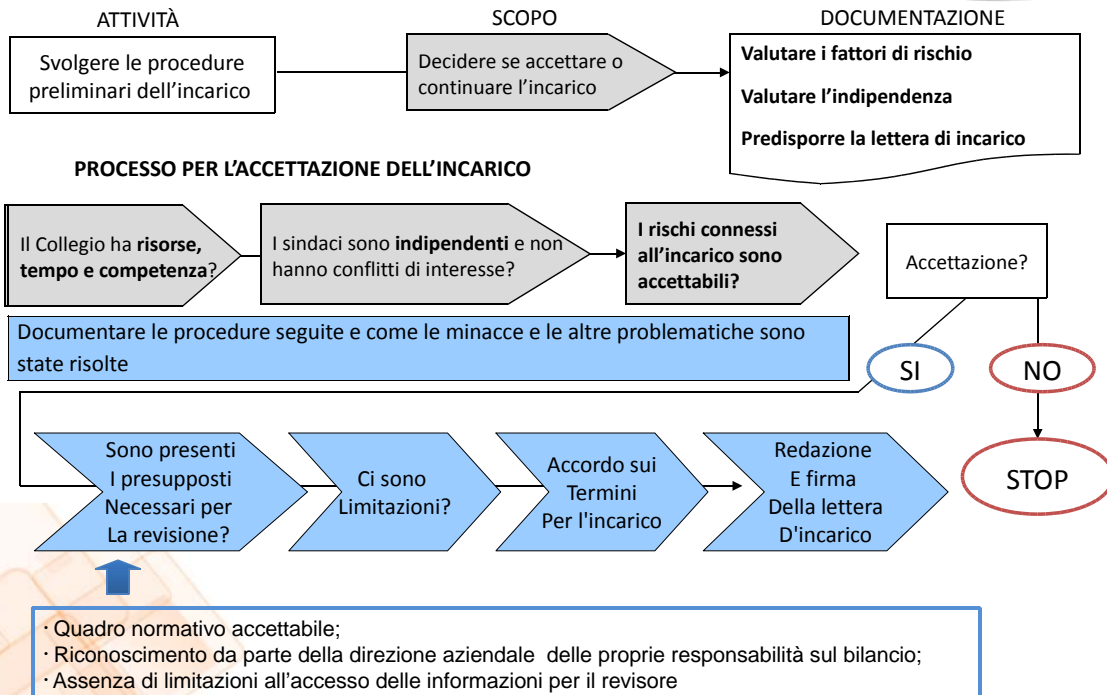 ATTIVITÀ
SCOPO
DOCUMENTAZIONE
Svolgere le procedure
preliminari dell'incarico
Decidere se accettare o
continuare l'incarico
Valutare i fattori di rischio
Valutare l'indipendenza
Predisporre la lettera di incarico
PROCESSO PER L'ACCETTAZIONE DELL'INCARICO
Il Collegio ha risorse,
tempo e competenza?
I sindaci sono indipendenti e non
hanno conflitti di interesse?
I rischi connessi
all'incarico sono
accettabili?
Accettazione?
Documentare le procedure seguite e come le minacce e le altre problematiche sono
state risolte
SI
NO
STOP
Sono presenti
I presupposti
Necessari per
La revisione?
Ci sono
Limitazioni?
Accordo sui
Termini
Per l'incarico
Redazione
E firma
Della lettera
D'incarico
· Quadro normativo accettabile;
· Riconoscimento da parte della direzione aziendale delle proprie responsabilità sul bilancio;
· Assenza di limitazioni all'accesso delle informazioni per il revisore